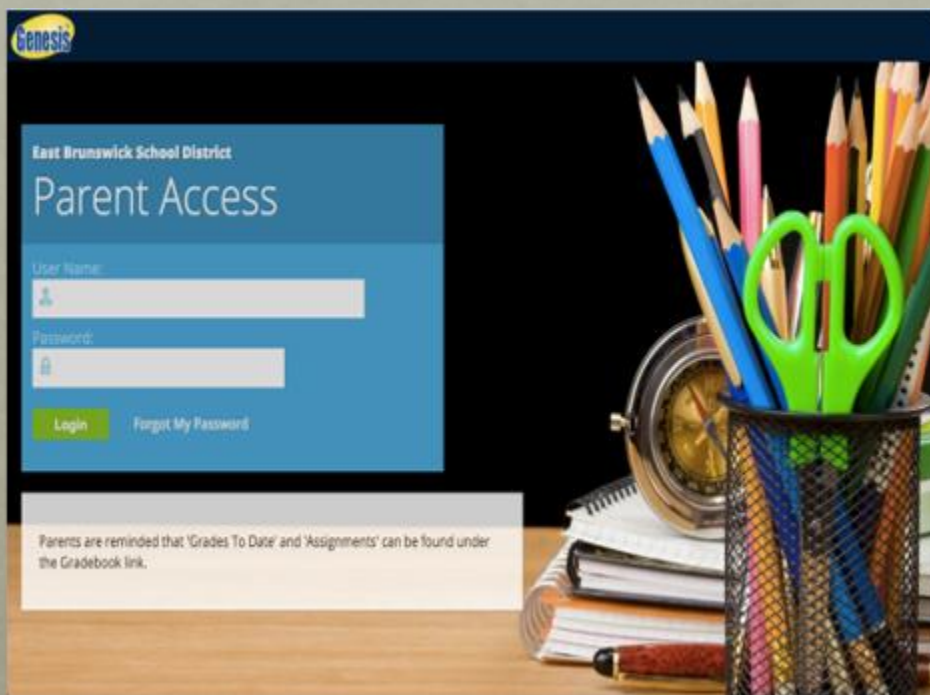 Genesis
East Brunswick School District
Parent Access
User Name:
Password:
Login Forgot My Password
Parents are reminded that 'Grades To Date' and 'Assignments' can be found under
the Gradebook link.